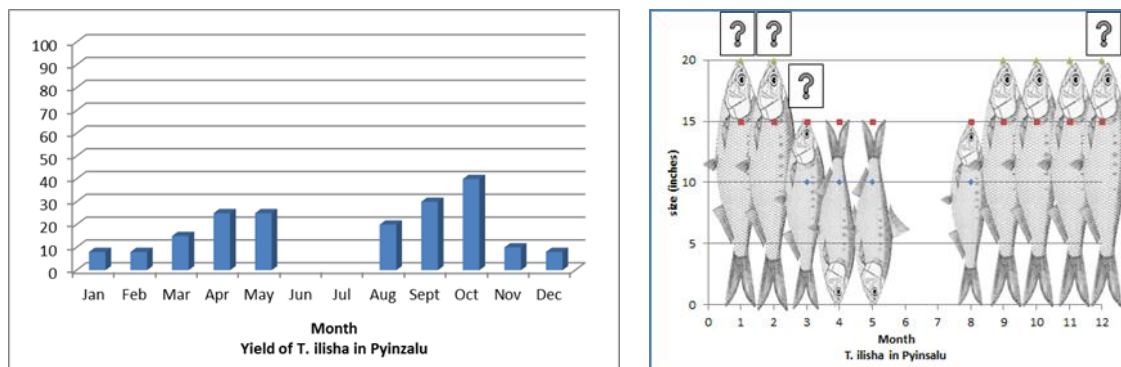 100
90
80
70
60
50
40
30
20
10
0
Jan Feb Mar Apr May Jun Jul Aug Sept Oct Nov Dec
Month
Yield of T. ilisha in Pyinzalu
? ? ? ?
20
15
10
5
0
size (inches)
0 1 2 3 4 5 6 7 8 9 10 11 12
Month
T. ilisha in Pyinsalu